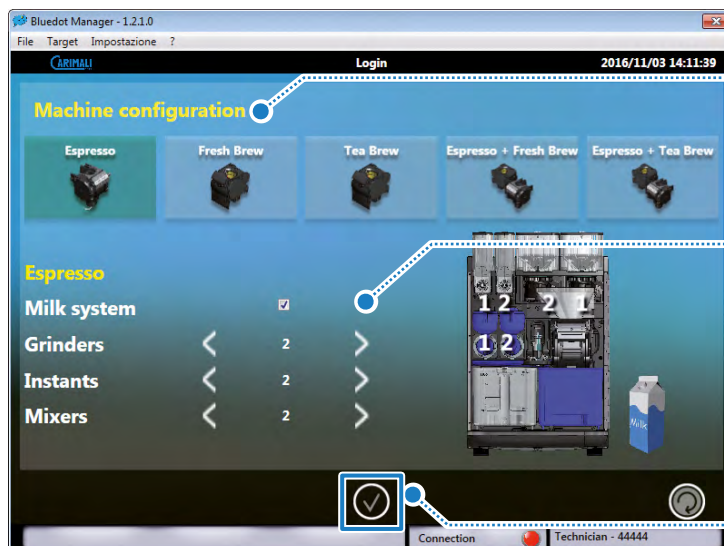 Bluedot Manager - 1.2.1.0
File Target Impostazione ?
CARIMALI Login 2016/11/03 14:11:39
Machine configuration
Espresso Fresh Brew Tea Brew Espresso + Fresh Brew Espresso + Tea Brew
Espresso
Milk system
Grinders 2
Instants 2
Mixers 2
1 2 2 1
1 2
Milk
Connection Technician - 44444